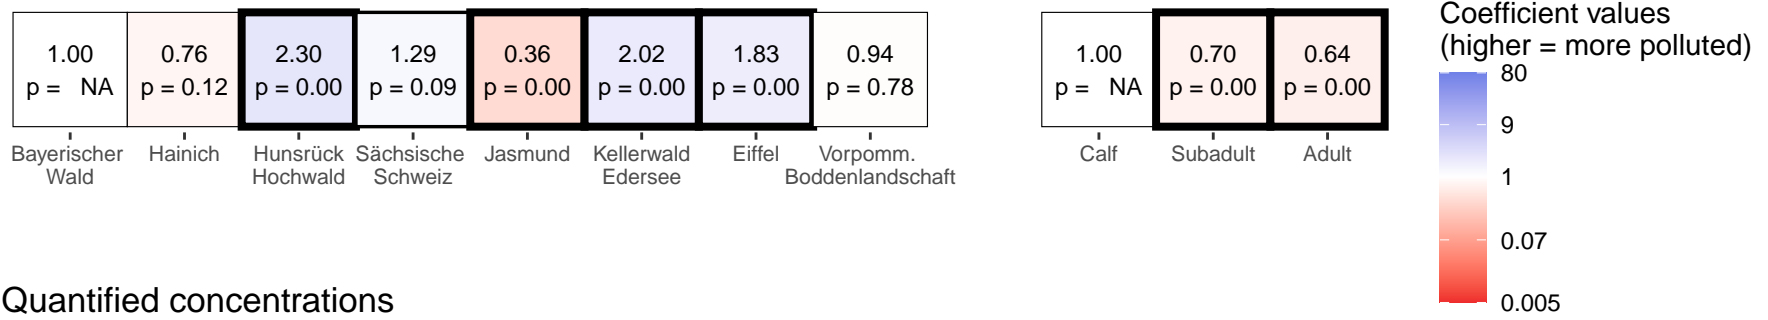 1.00 0.76 2.30 1.29 0.36 2.02 1.83 0.94
p = NA p = 0.12 p = 0.00 p = 0.09 p = 0.00 p = 0.00 p = 0.00 p = 0.78
Bayerischer Hainich Hunsrück Sächsische Jasmund Kellerwald Eiffel Vorpomm.
Wald Hochwald Schweiz Edersee Boddenlandschaft
1.00 0.70 0.64
p = NA p = 0.00 p = 0.00
Calf Subadult Adult
Coefficient values
(higher = more polluted)
80
9
1
0.07
0.005
Quantified concentrations